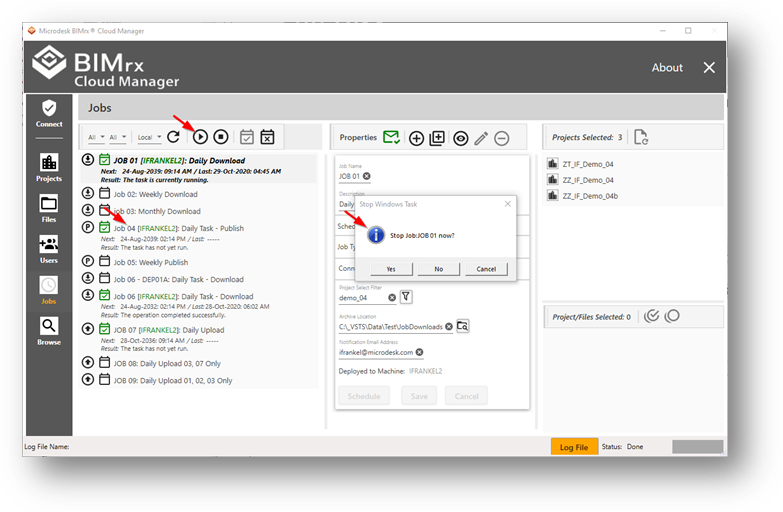 Microdesk BIMrx® Cloud Manager
BIMrx
Cloud Manager
About
Connect
Projects
Files
Users
Jobs
Browse
Jobs
All All Local
JOB 01 [IFRANKEL2]: Daily Download
Next: 24-Aug-2039: 09:14 AM / Last: 29-Oct-2020: 04:45 AM
Result: The task is currently running.
Job 02: Weekly Download
Job 03: Monthly Download
Job 04 [IFRANKEL2]: Daily Task - Publish
Next: 24-Aug-2039: 02:14 PM / Last: -----
Result: The task has not yet run.
Job 05: Weekly Publish
Job 06 - DEP01A: Daily Task - Download
Job 06 [IFRANKEL2]: Daily Task - Download
Next: 24-Aug-2032: 02:14 PM / Last:28-Oct-2020: 06:02 AM
Result: The operation completed successfully.
JOB 07 [IFRANKEL2]: Daily Upload
Next: 28-Oct-2036: 09:14 AM / Last: -----
Result: The task has not yet run.
JOB 08: Daily Upload 03, 07 Only
JOB 09: Daily Upload 01, 02, 03 Only
Properties
Job Name
JOB 01
Description
Daily
Sched
Job Ty
Conn
Stop Windows Task
Stop Job:JOB 01 now?
Yes No Cancel
Project Select Filter
demo_04
Archive Location
C:\_VSTS\Data\Test\JobDownloads
Notification Email Address
ifrankel@microdesk.com
Deployed to Machine: IFRANKEL2
Schedule Save Cancel
Projects Selected: 3
ZT_IF_Demo_04
ZZ_IF_Demo_04
ZZ_IF_Demo_04b
Project/Files Selected: 0
Log File Name:
Log File
Status: Done